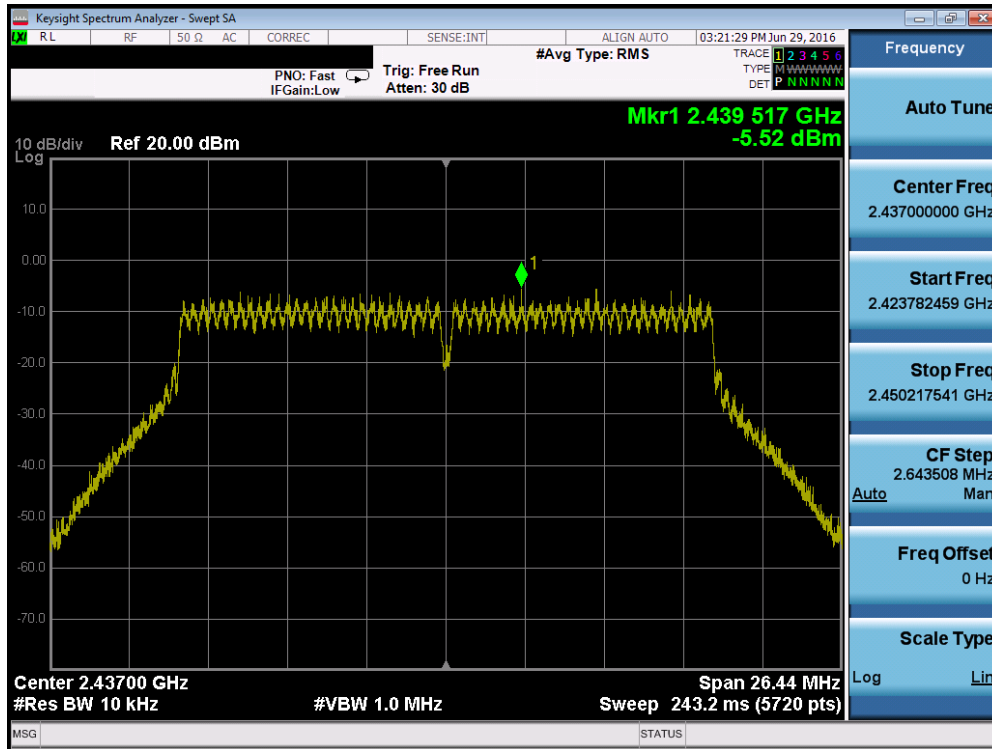 Keysight Spectrum Analyzer - Swept SA
LXI RL RF 50 Ω AC CORREC SENSE:INT ALIGN AUTO 03:21:29 PM Jun 29, 2016
#Avg Type: RMS TRACE 1 2 3 4 5 6
PNO: Fast Trig: Free Run TYPE M W W W W W
IFGain:Low Atten: 30 dB DET P N N N N N
Mkr1 2.439 517 GHz
-5.52 dBm
10 dB/div Ref 20.00 dBm
Log
10.0
0.00
-10.0
-20.0
-30.0
-40.0
-50.0
-60.0
-70.0
1
Center 2.43700 GHz Span 26.44 MHz
#Res BW 10 kHz #VBW 1.0 MHz Sweep 243.2 ms (5720 pts)
MSG STATUS
Frequency
Auto Tune
Center Freq
2.437000000 GHz
Start Freq
2.423782459 GHz
Stop Freq
2.450217541 GHz
CF Step
2.643508 MHz
Auto Man
Freq Offset
0 Hz
Scale Type
Log Lin